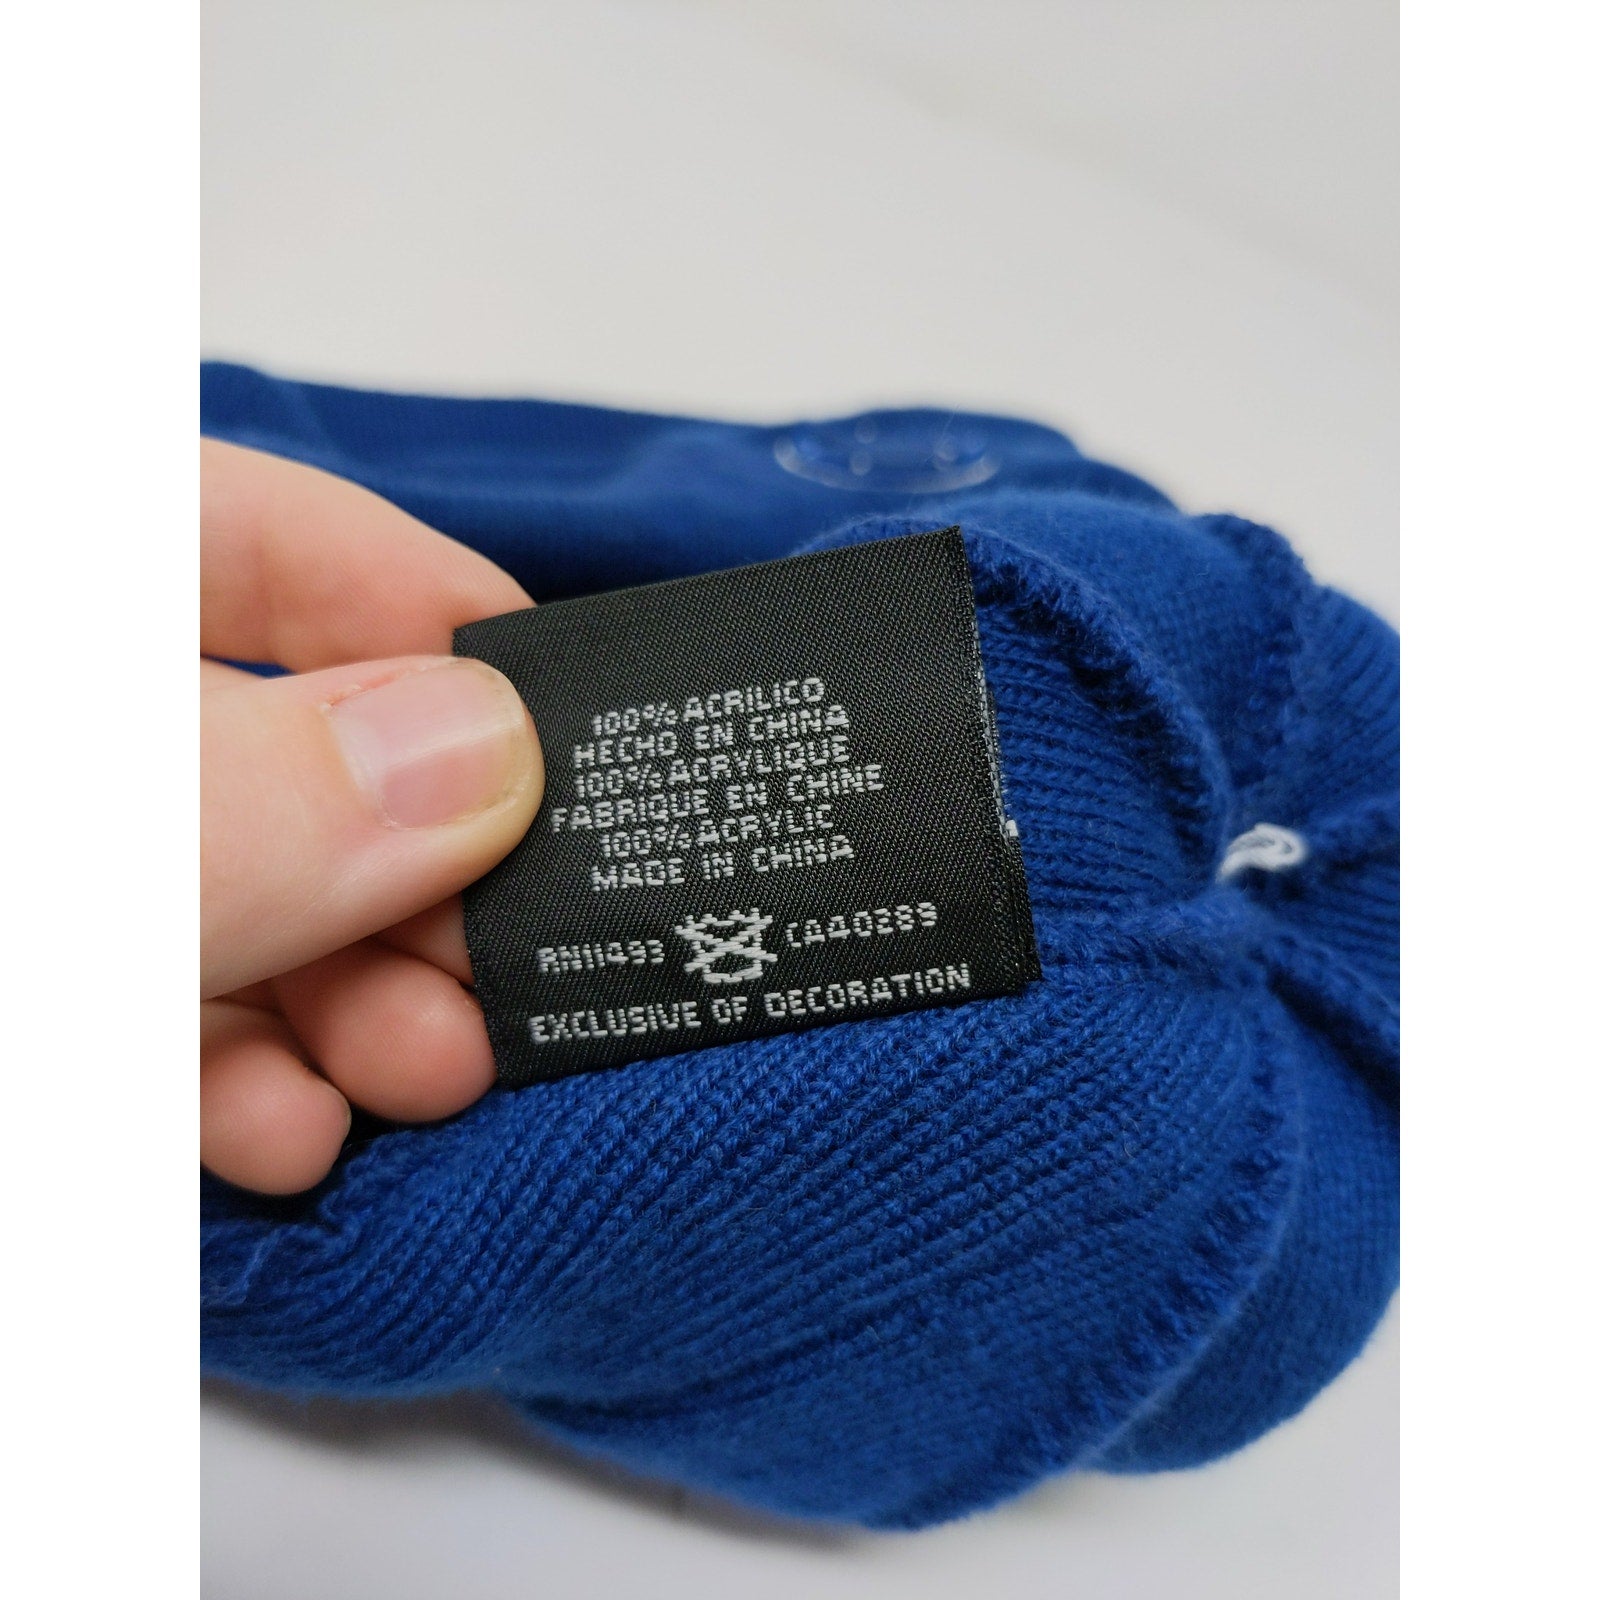 100% ACRILICO
HECHO EN CHINA
100% ACRYLIQUE
FABRIQUE EN CHINE
100% ACRYLIC
MADE IN CHINA
RN11493 CA40289
EXCLUSIVE OF DECORATION